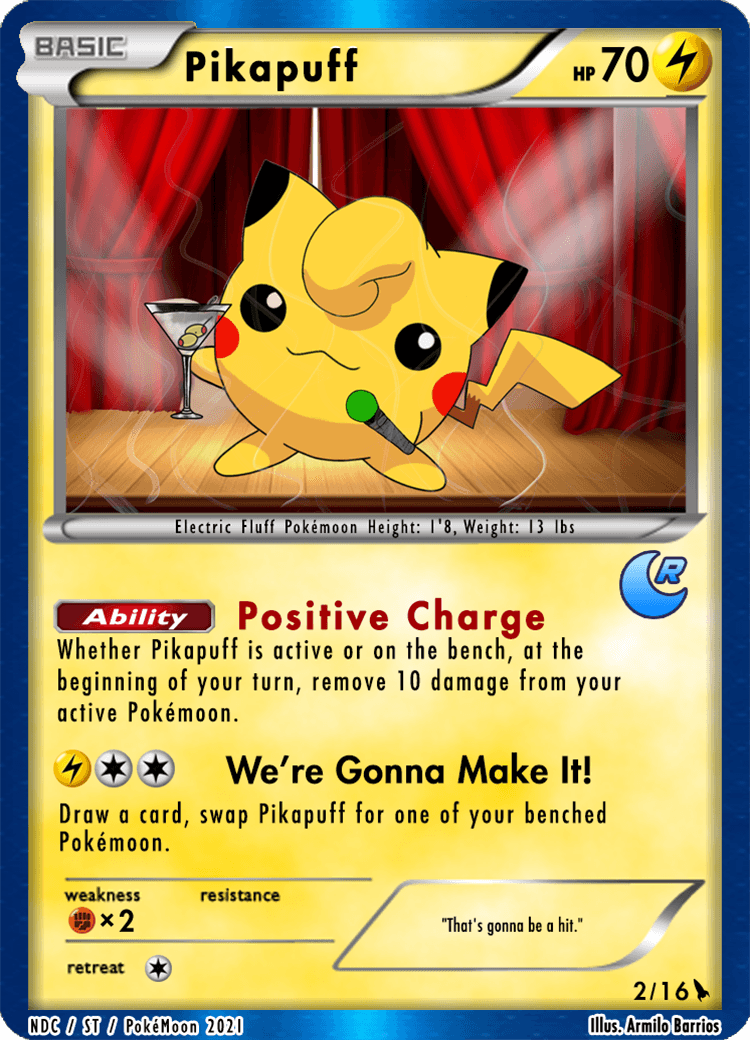 BASIC
Pikapuff
HP 70
Electric Fluff Pokémoon Height: 1'8, Weight: 13 lbs
R
Ability Positive Charge
Whether Pikapuff is active or on the bench, at the
beginning of your turn, remove 10 damage from your
active Pokémoon.
We're Gonna Make It!
Draw a card, swap Pikapuff for one of your benched
Pokémoon.
weakness resistance
×2
"That's gonna be a hit."
retreat
2/16
NDC / ST / PokéMoon 2021
Illus. Armilo Barrios